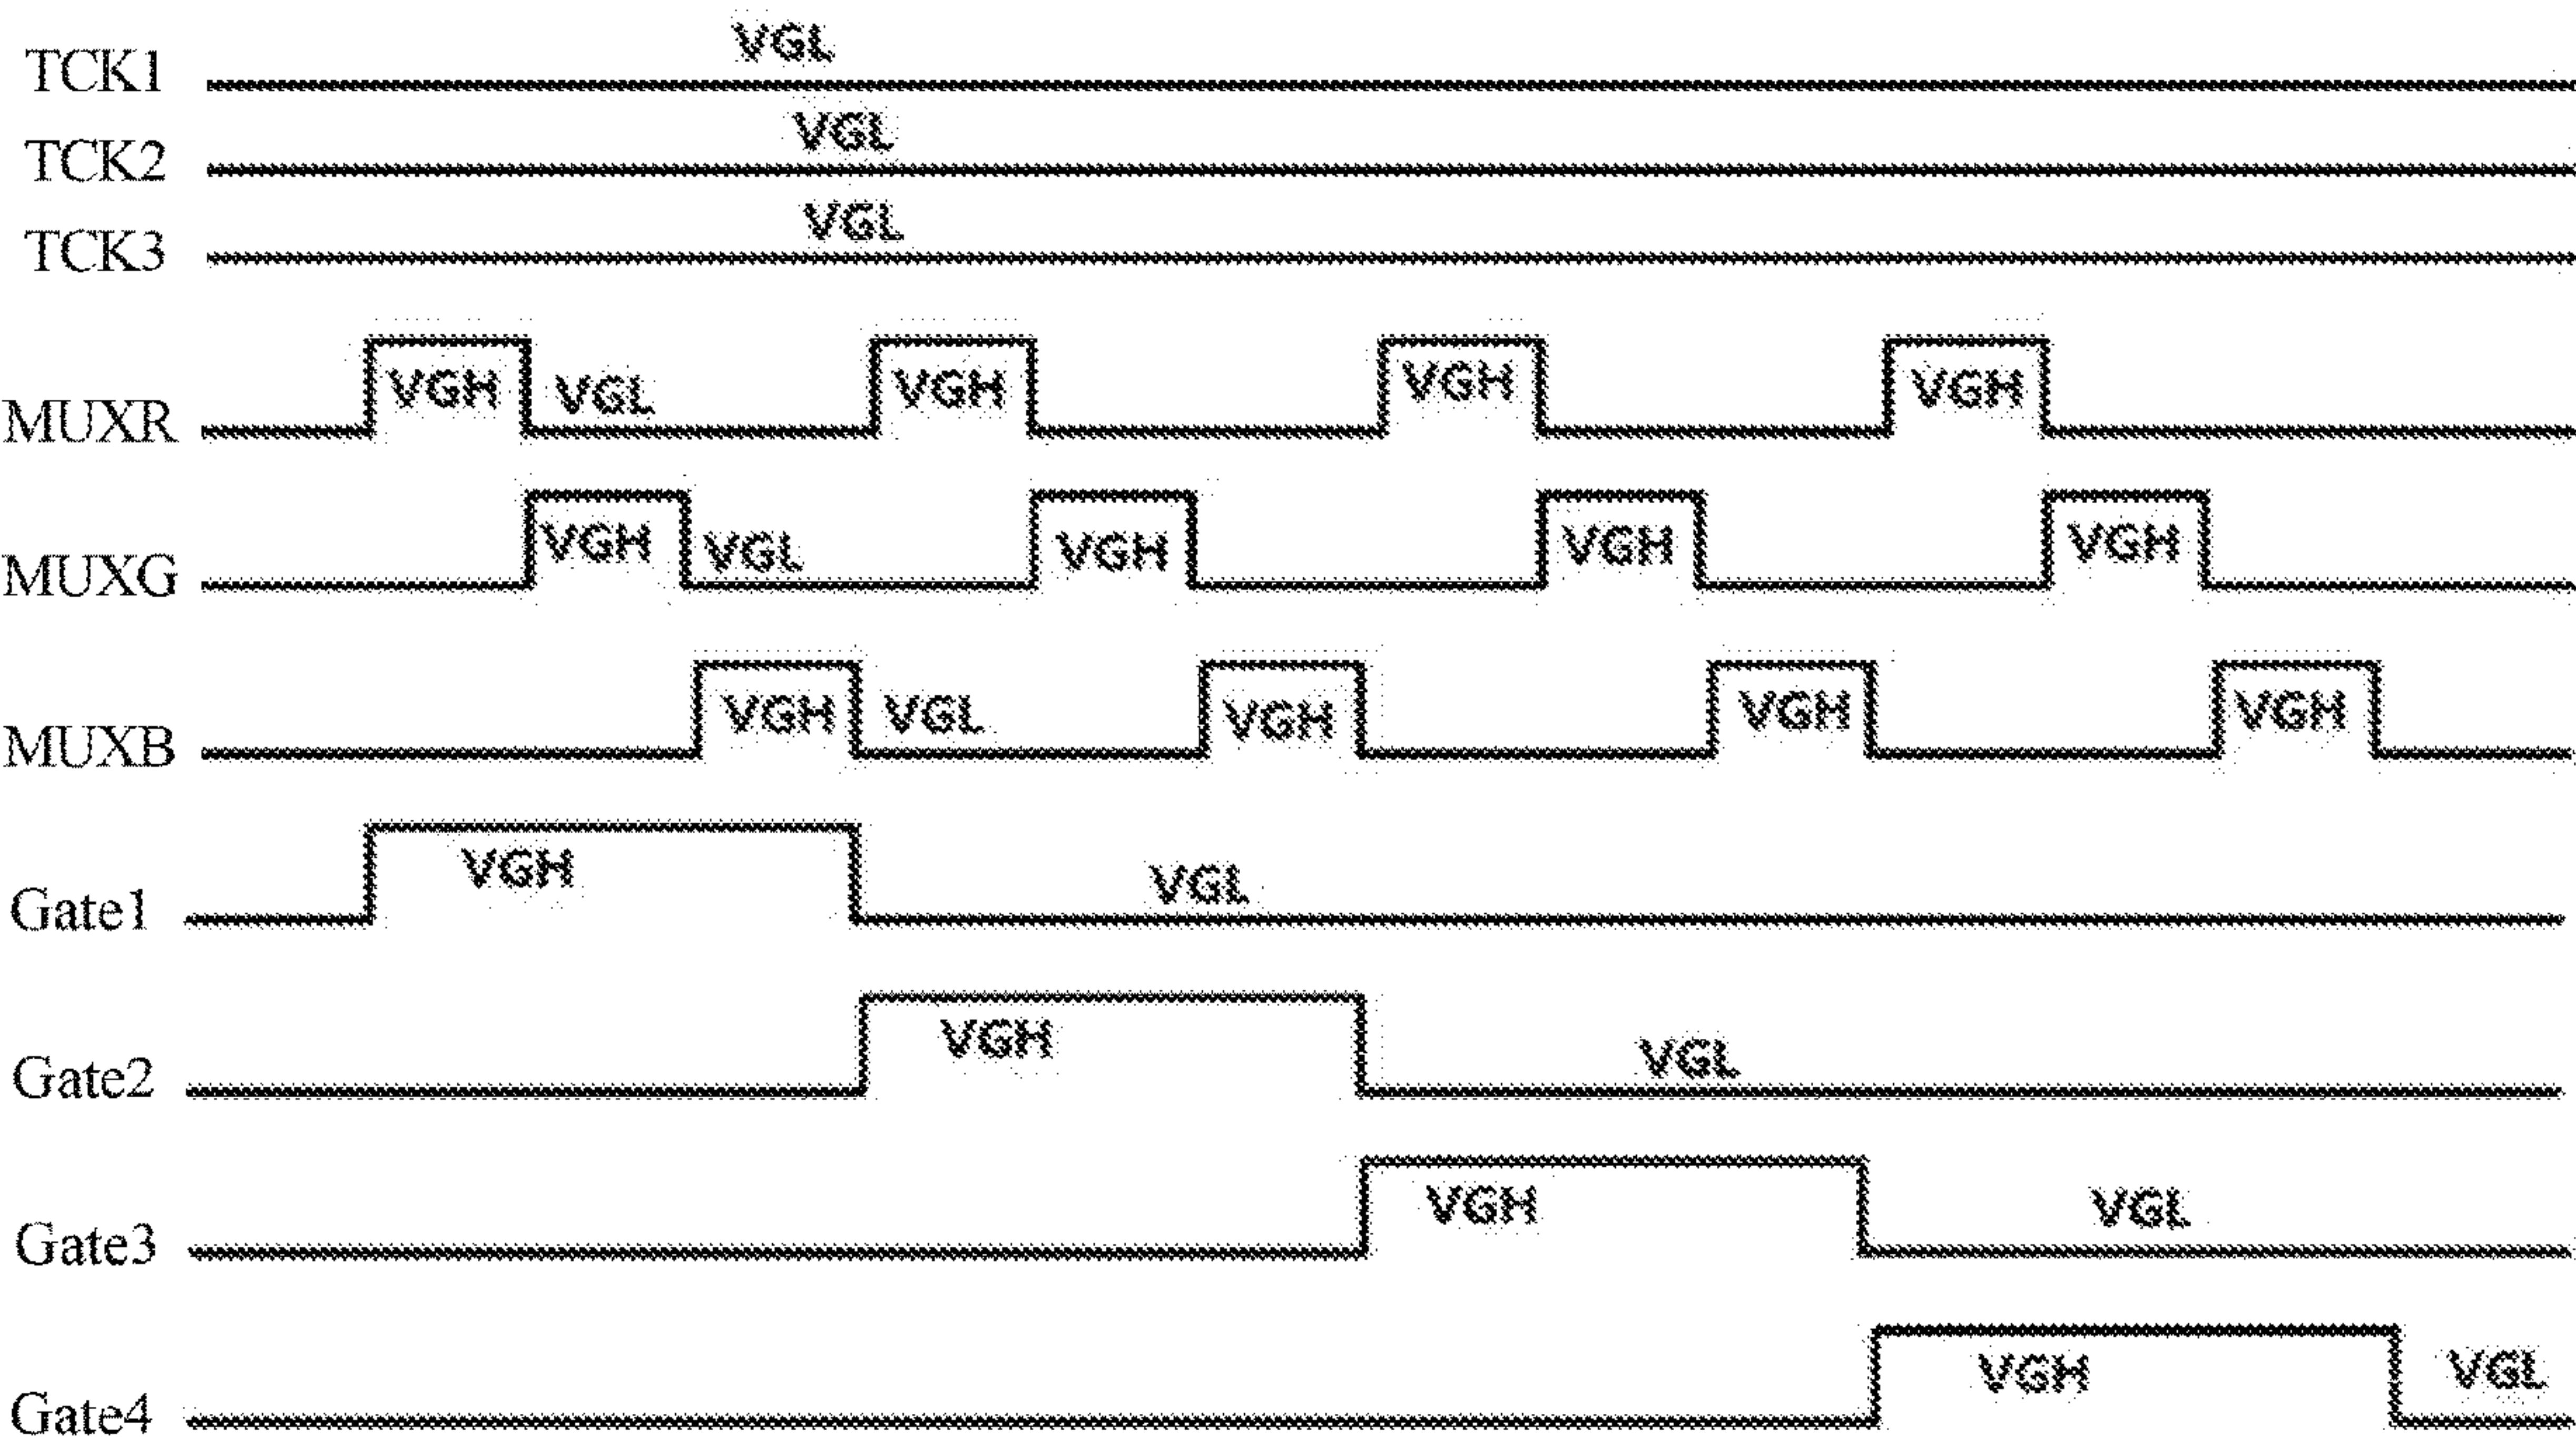 VGL
TCK1
VGL
TCK2
VGL
TCK3
MUXR VGH VGL VGH VGH VGH
MUXG VGH VGL VGH VGH VGH
MUXB VGH VGL VGH VGH VGH
Gate1 VGH VGL
Gate2 VGH VGL
Gate3 VGH VGL
Gate4 VGH VGL